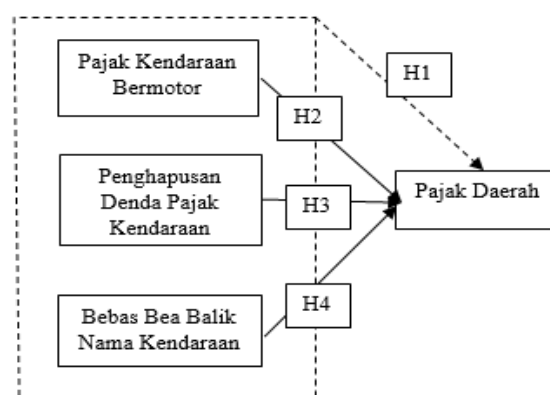 Pajak Kendaraan
Bermotor
H1
H2
Penghapusan
Denda Pajak
Kendaraan
H3
Pajak Daerah
Bebas Bea Balik
Nama Kendaraan
H4